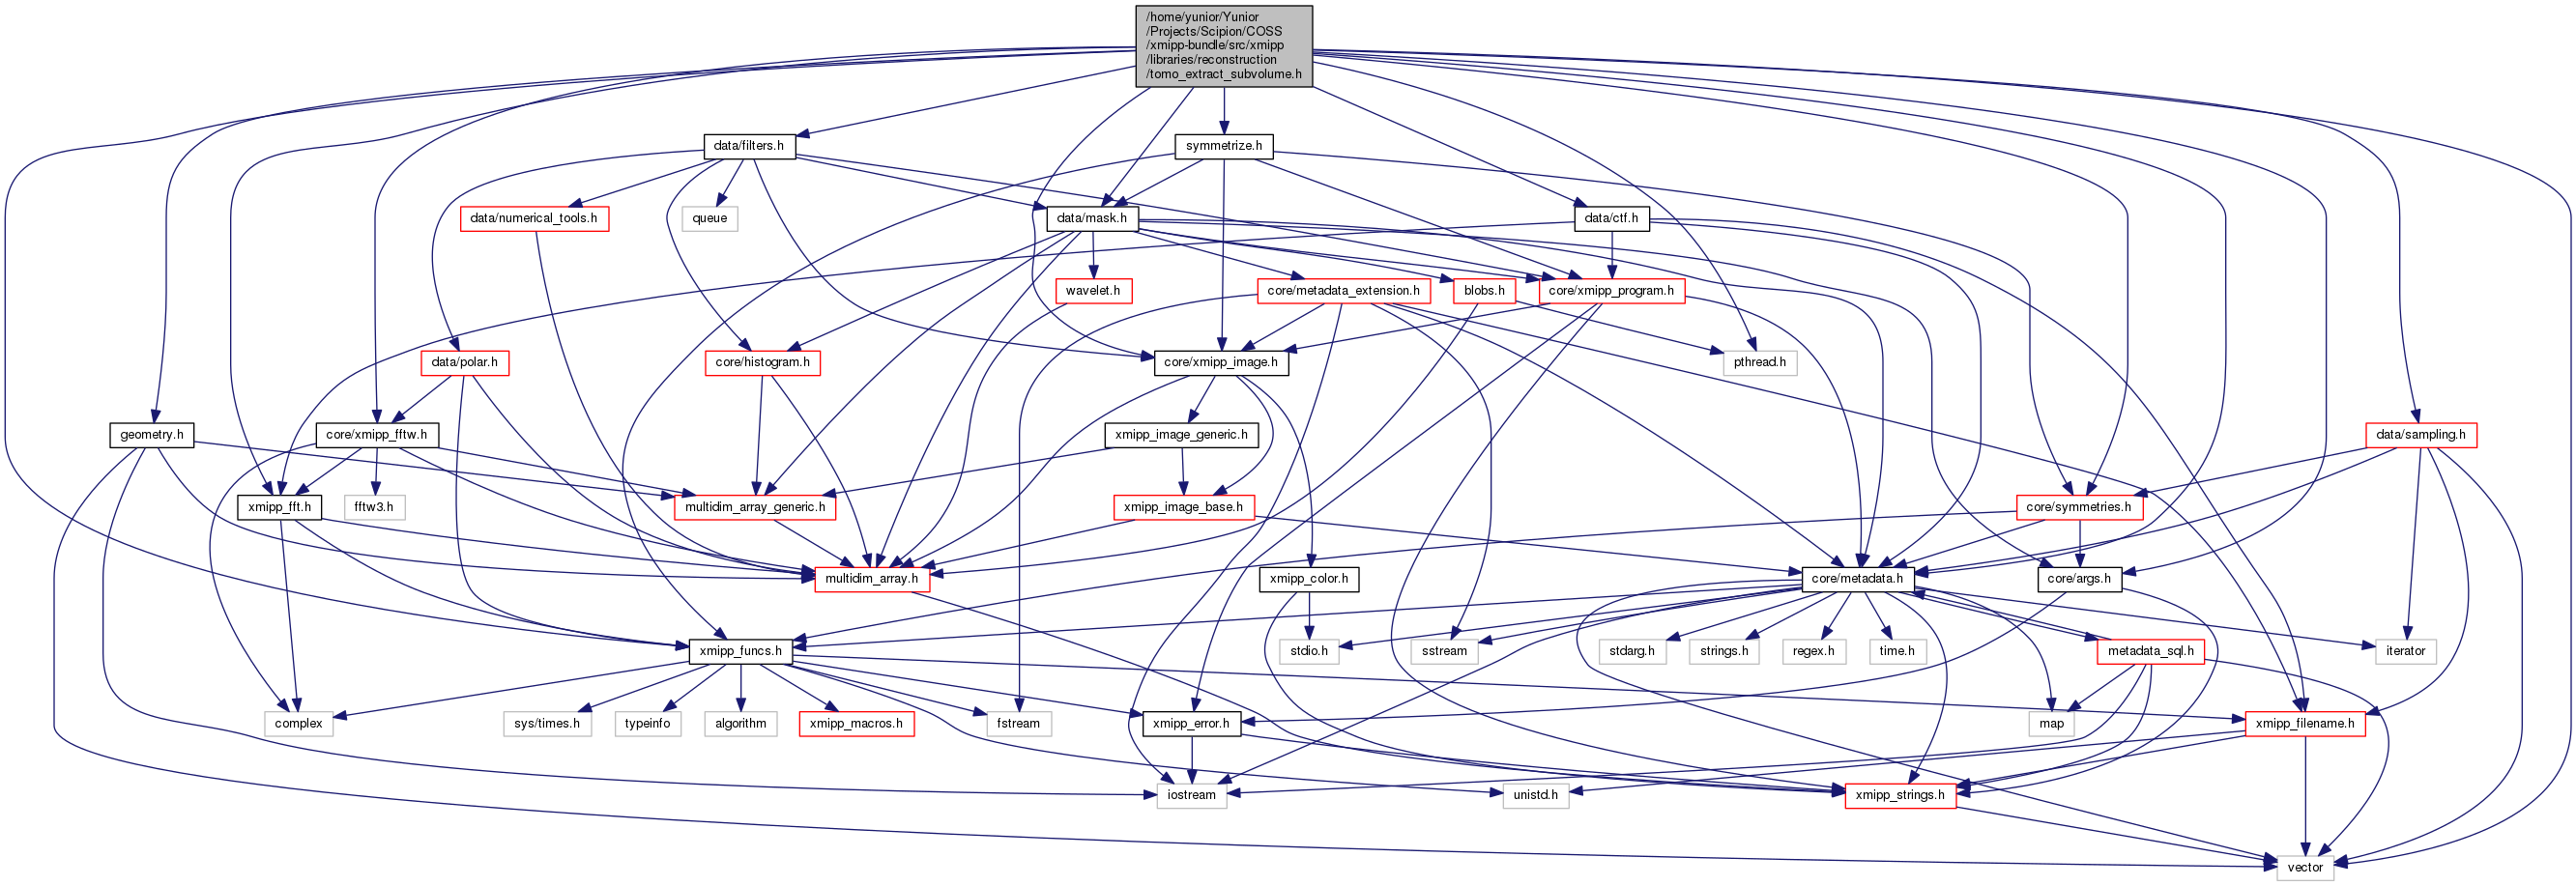 /home/yunior/Yunior
/Projects/Scipion/COSS
/xmipp-bundle/src/xmipp
/libraries/reconstruction
/tomo_extract_subvolume.h
data/filters.h
symmetrize.h
data/numerical_tools.h
queue
data/mask.h
data/ctf.h
wavelet.h
core/metadata_extension.h
blobs.h
core/xmipp_program.h
data/polar.h
core/histogram.h
core/xmipp_image.h
pthread.h
geometry.h
core/xmipp_fftw.h
xmipp_image_generic.h
data/sampling.h
xmipp_fft.h
fftw3.h
multidim_array_generic.h
xmipp_image_base.h
core/symmetries.h
multidim_array.h
xmipp_color.h
core/metadata.h
core/args.h
xmipp_funcs.h
stdio.h
sstream
stdarg.h
strings.h
regex.h
time.h
metadata_sql.h
iterator
complex
sys/times.h
typeinfo
algorithm
xmipp_macros.h
fstream
xmipp_error.h
map
xmipp_filename.h
iostream
unistd.h
xmipp_strings.h
vector